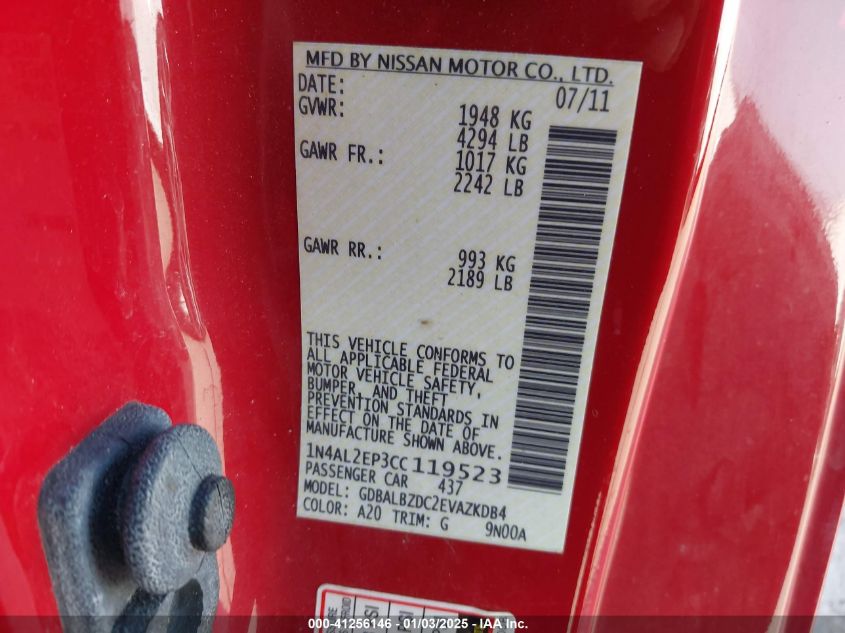 MFD BY NISSAN MOTOR CO., LTD.
DATE: 07/11
GVWR: 1948 KG
4294 LB
GAWR FR.: 1017 KG
2242 LB
GAWR RR.: 993 KG
2189 LB
THIS VEHICLE CONFORMS TO
ALL APPLICABLE FEDERAL
MOTOR VEHICLE SAFETY,
BUMPER, AND THEFT
PREVENTION STANDARDS IN
EFFECT ON THE DATE OF
MANUFACTURE SHOWN ABOVE.
1N4AL2EP3CC119523
PASSENGER CAR 437
MODEL: GDBALBZDC2EVAZKDB4
COLOR: A20 TRIM: G 9N00A
©-41256146 - 01/03/2025 - IAA Inc.